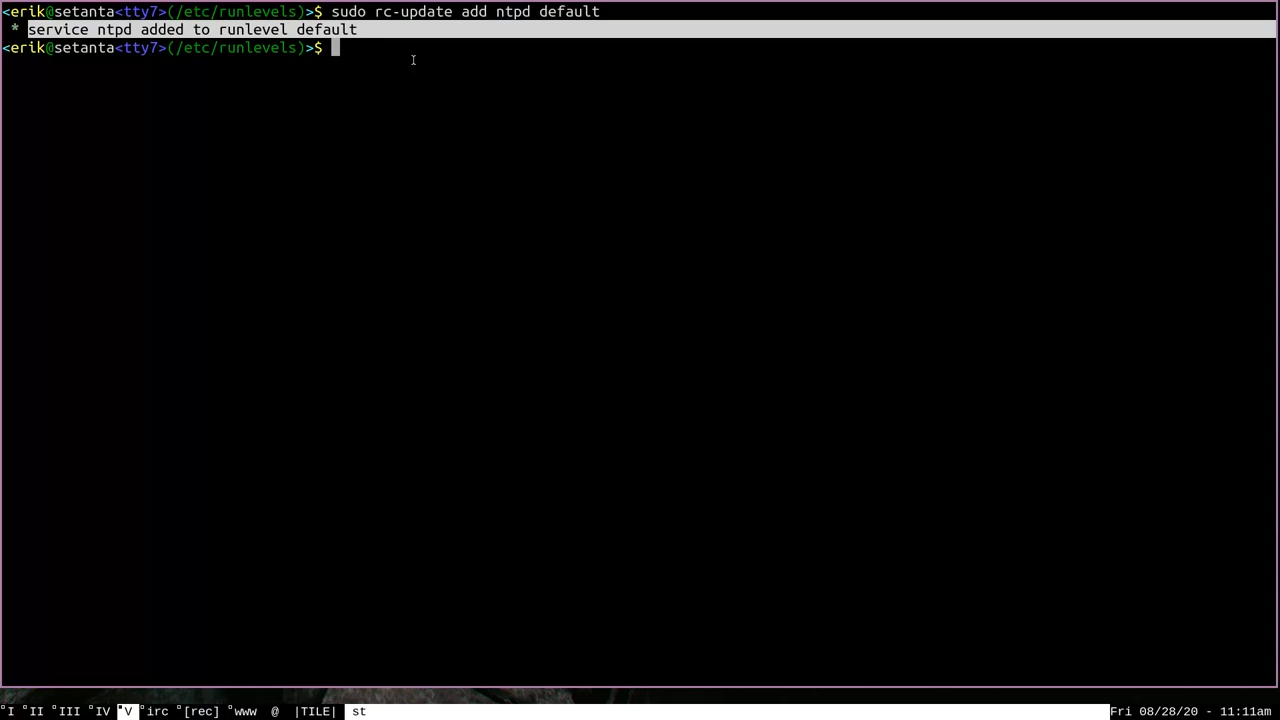 <erik@setanta<tty7>(/etc/runlevels)>$ sudo rc-update add ntpd default
* service ntpd added to runlevel default
<erik@setanta<tty7>(/etc/runlevels)>$
°I °II °III °IV °V °irc °[rec] °www @ |TILE| st Fri 08/28/20 - 11:11am